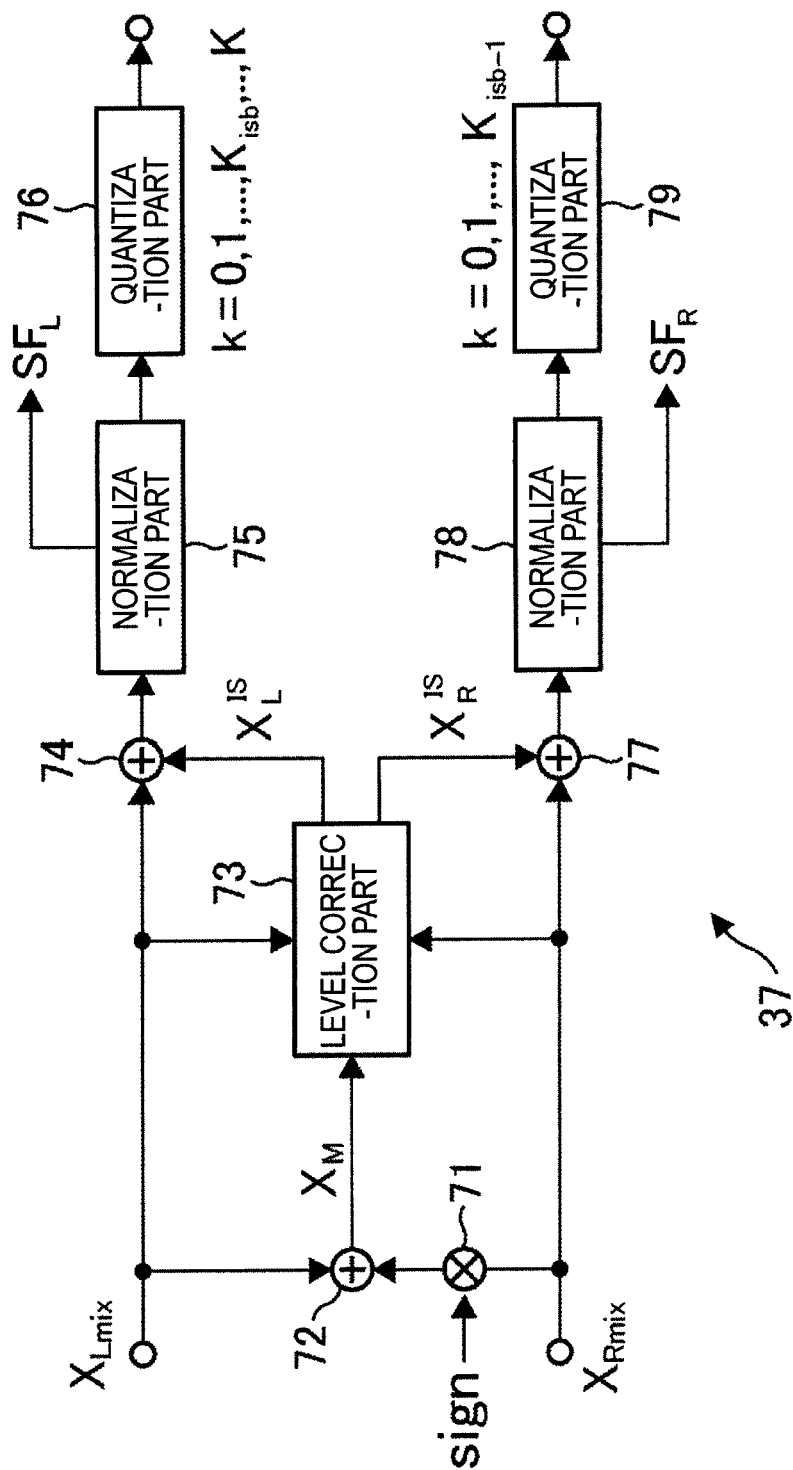 X_Lmix
X_Rmix
sign
71
72
X_M
73
LEVEL CORREC
-TION PART
X_L^IS
X_R^IS
74
77
75
NORMALIZA
-TION PART
SF_L
78
NORMALIZA
-TION PART
SF_R
76
QUANTIZA
-TION PART
k = 0,1,...,K_isb,..,K
79
QUANTIZA
-TION PART
k = 0,1,..., K_isb-1
37